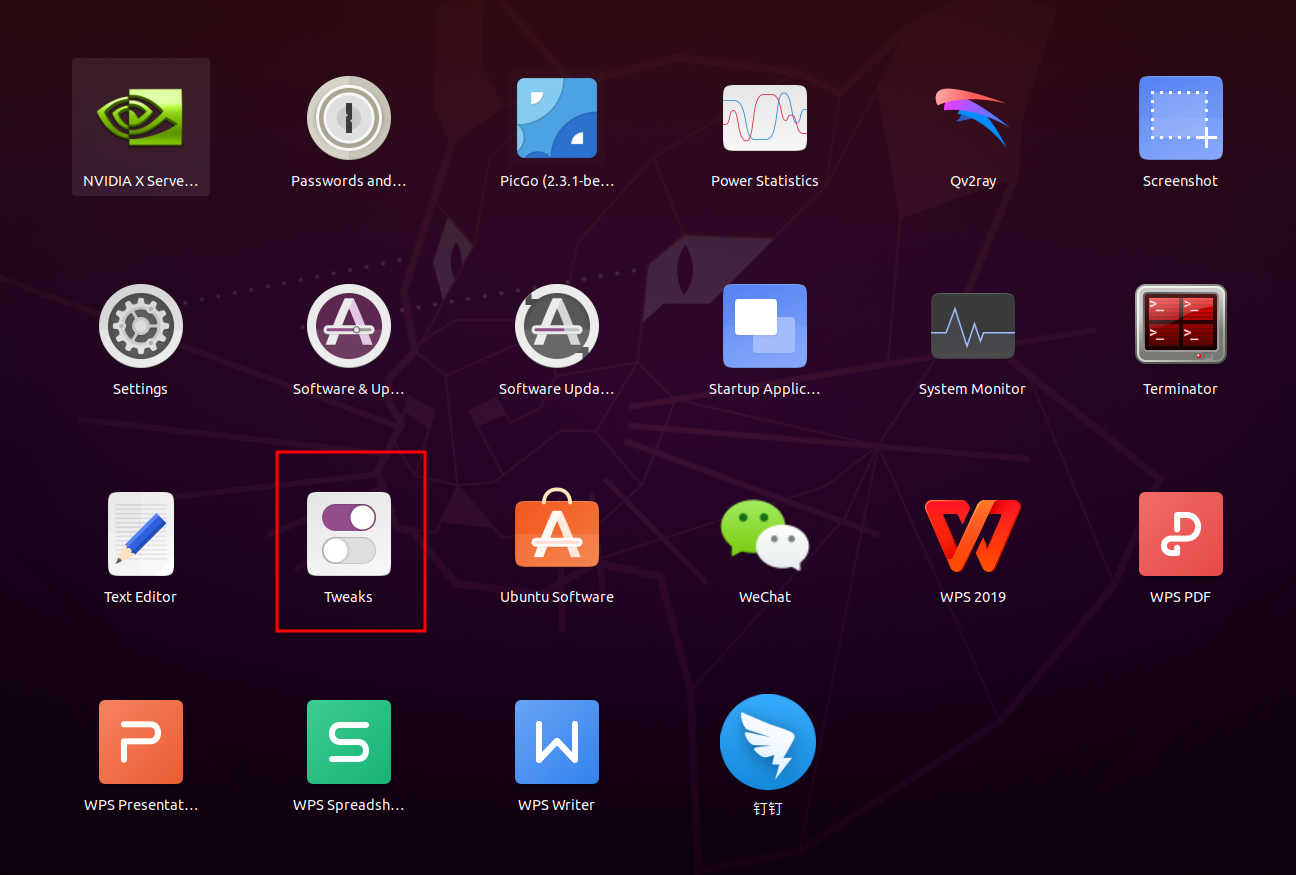 NVIDIA X Serve...
Passwords and...
PicGo (2.3.1-be...
Power Statistics
Qv2ray
Screenshot
Settings
Software & Up...
Software Upda...
Startup Applic...
System Monitor
Terminator
Text Editor
Tweaks
Ubuntu Software
WeChat
WPS 2019
WPS PDF
WPS Presentat...
WPS Spreadsh...
WPS Writer
钉钉